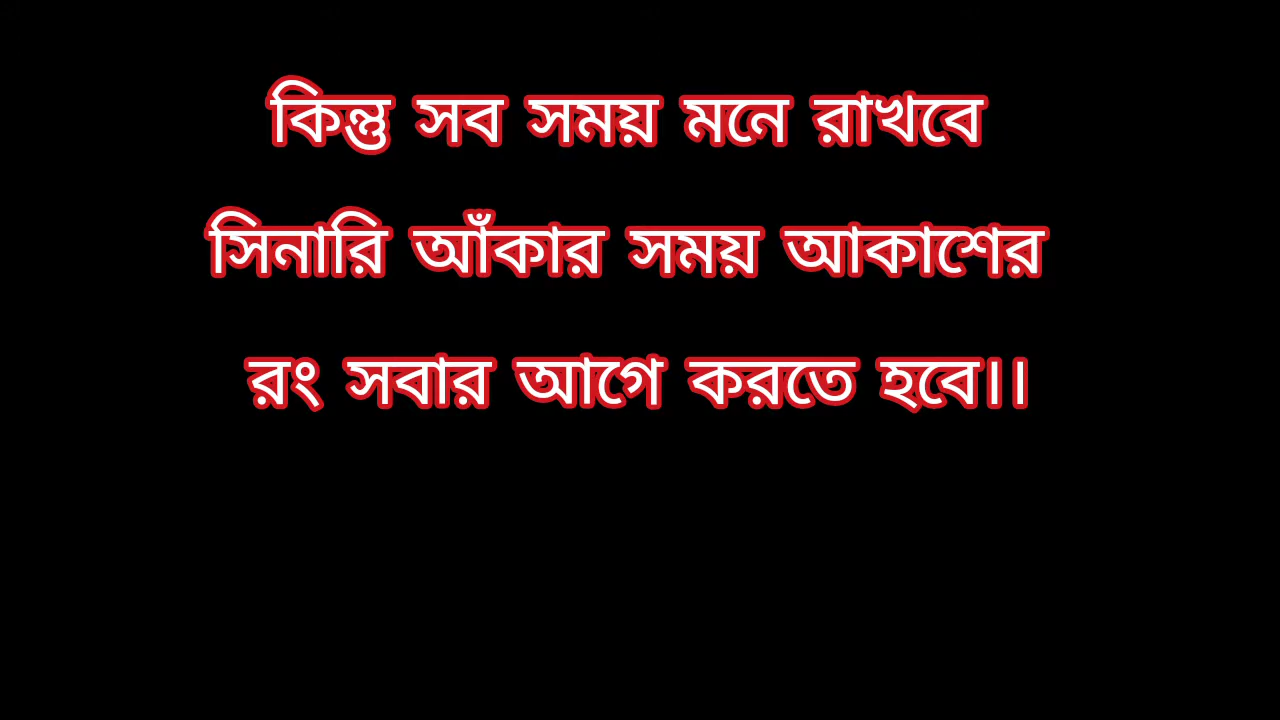 কিন্তু সব সময় মনে রাখবে
সিনারি আঁকার সময় আকাশের
রং সবার আগে করতে হবে।।